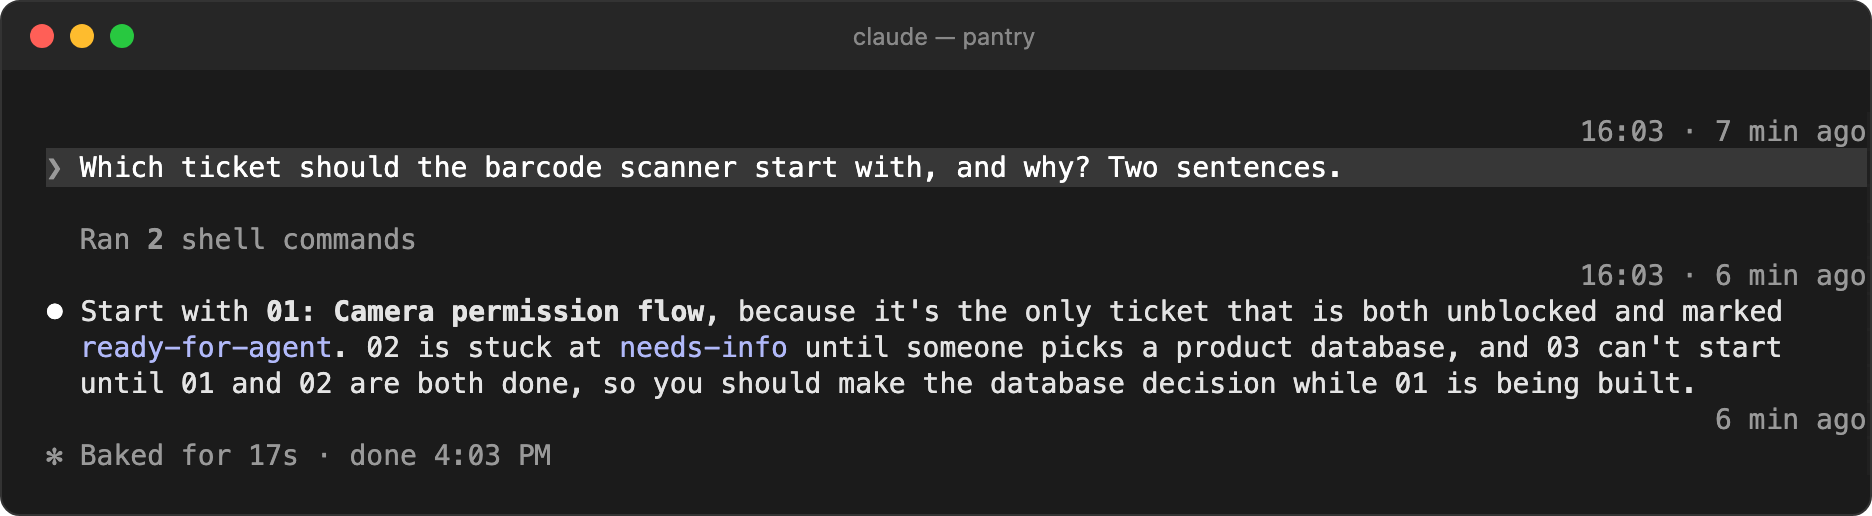 claude — pantry
16:03 · 7 min ago
❯ Which ticket should the barcode scanner start with, and why? Two sentences.
Ran 2 shell commands
16:03 · 6 min ago
● Start with 01: Camera permission flow, because it's the only ticket that is both unblocked and marked
ready-for-agent. 02 is stuck at needs-info until someone picks a product database, and 03 can't start
until 01 and 02 are both done, so you should make the database decision while 01 is being built.
6 min ago
✻ Baked for 17s · done 4:03 PM